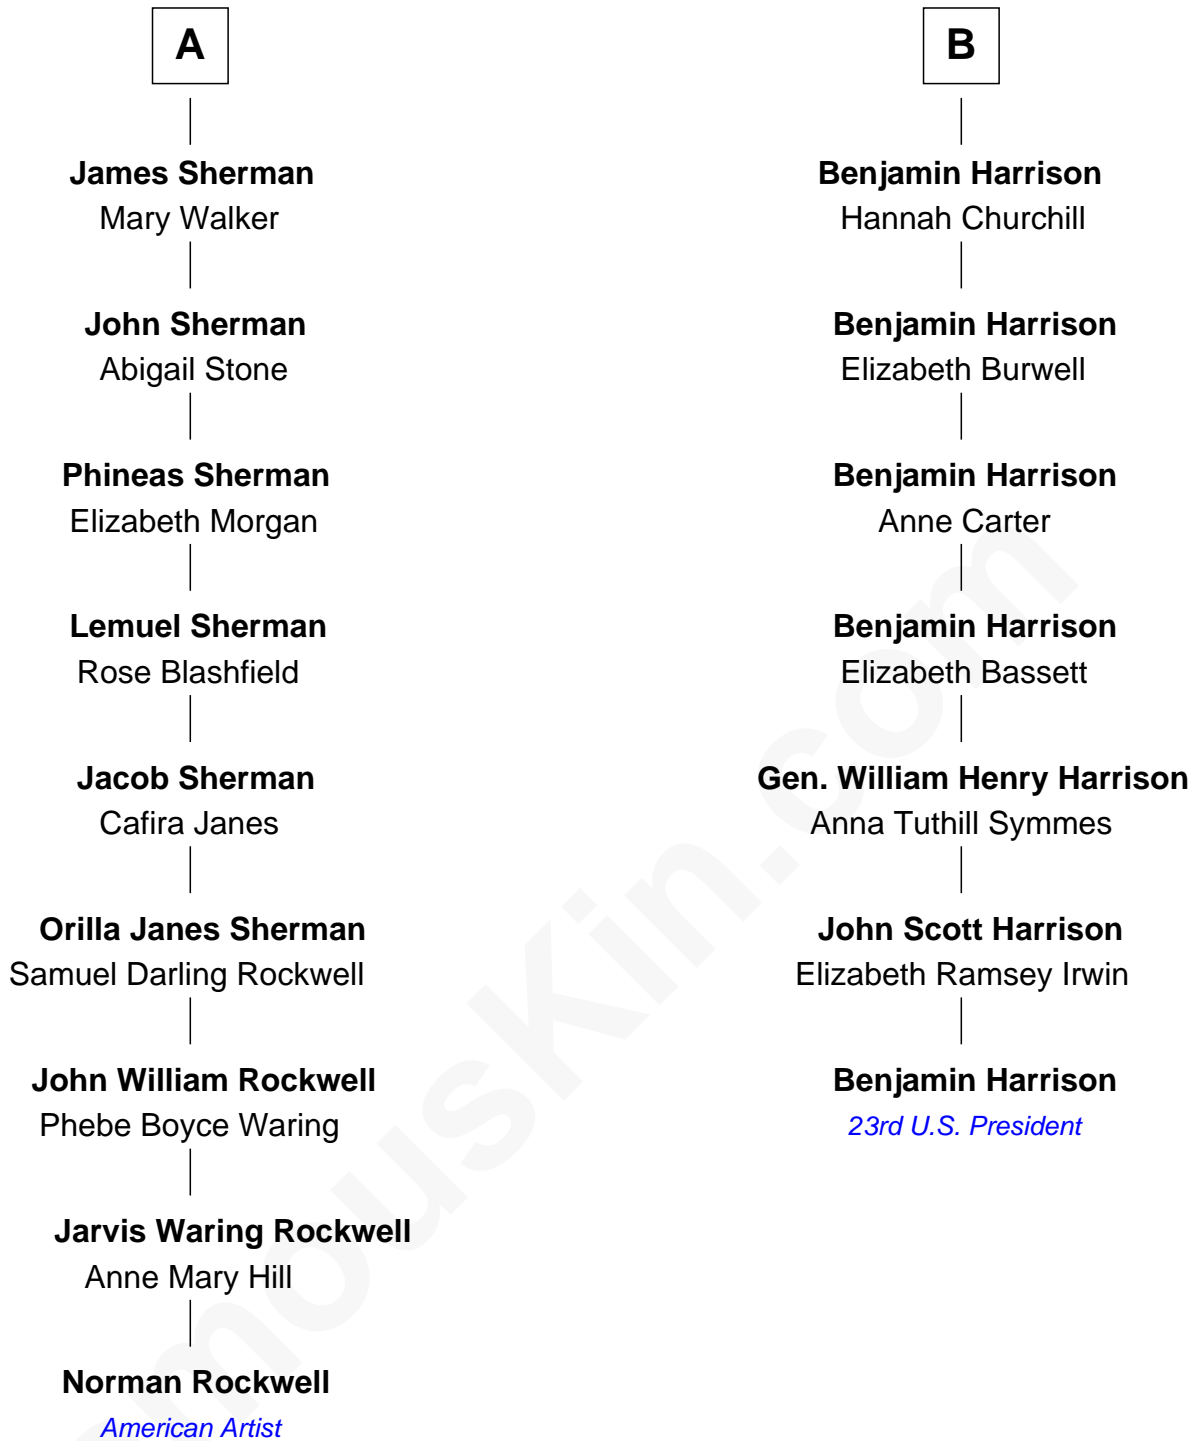 A
James Sherman
Mary Walker
John Sherman
Abigail Stone
Phineas Sherman
Elizabeth Morgan
Lemuel Sherman
Rose Blashfield
Jacob Sherman
Cafira Janes
Orilla Janes Sherman
Samuel Darling Rockwell
John William Rockwell
Phebe Boyce Waring
Jarvis Waring Rockwell
Anne Mary Hill
Norman Rockwell
American Artist
B
Benjamin Harrison
Hannah Churchill
Benjamin Harrison
Elizabeth Burwell
Benjamin Harrison
Anne Carter
Benjamin Harrison
Elizabeth Bassett
Gen. William Henry Harrison
Anna Tuthill Symmes
John Scott Harrison
Elizabeth Ramsey Irwin
Benjamin Harrison
23rd U.S. President
mousKin.com